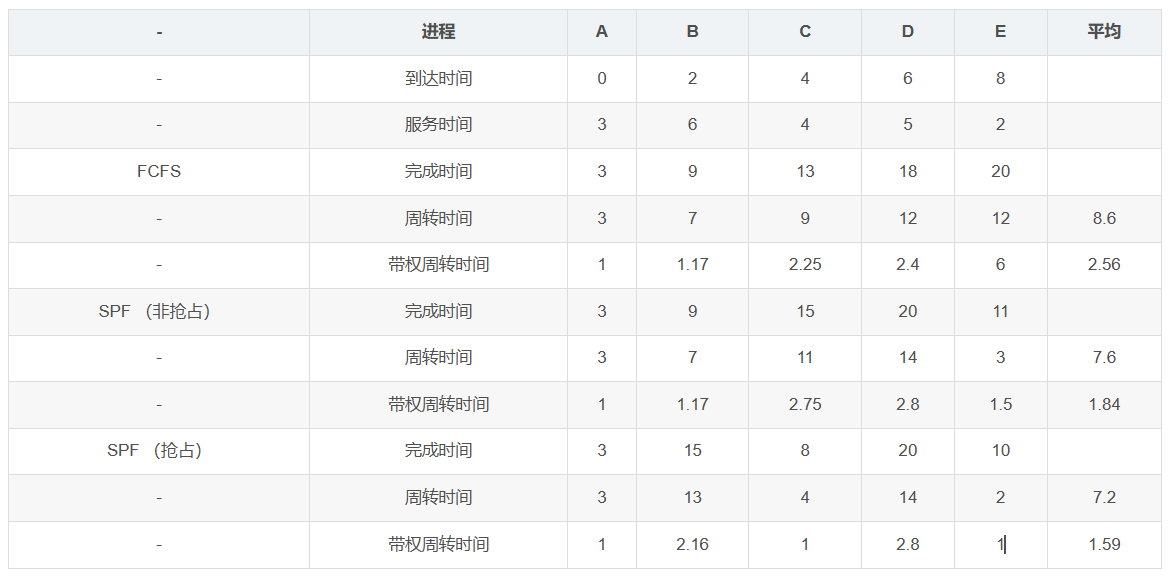 - 进程 A B C D E 平均
- 到达时间 0 2 4 6 8
- 服务时间 3 6 4 5 2
FCFS 完成时间 3 9 13 18 20
- 周转时间 3 7 9 12 12 8.6
- 带权周转时间 1 1.17 2.25 2.4 6 2.56
SPF （非抢占） 完成时间 3 9 15 20 11
- 周转时间 3 7 11 14 3 7.6
- 带权周转时间 1 1.17 2.75 2.8 1.5 1.84
SPF （抢占） 完成时间 3 15 8 20 10
- 周转时间 3 13 4 14 2 7.2
- 带权周转时间 1 2.16 1 2.8 1 1.59